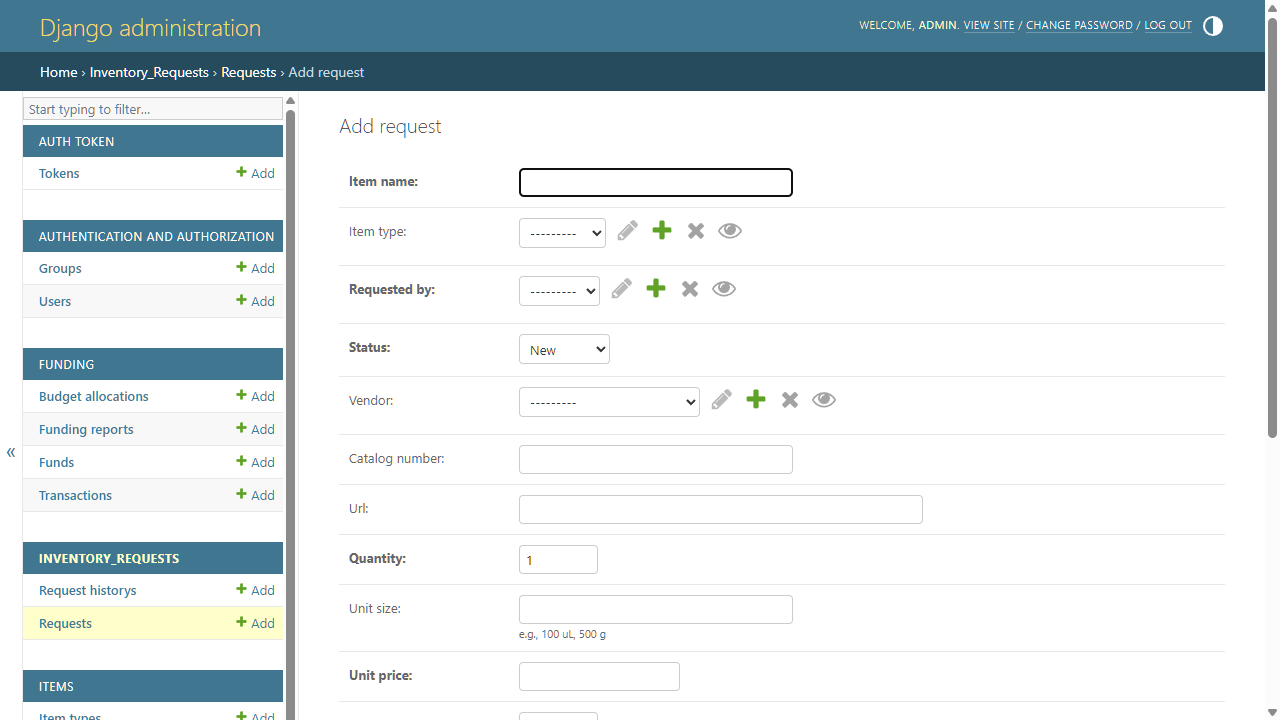 Django administration
WELCOME, ADMIN. VIEW SITE / CHANGE PASSWORD / LOG OUT
Home › Inventory_Requests › Requests › Add request
Start typing to filter...
AUTH TOKEN
Tokens Add
AUTHENTICATION AND AUTHORIZATION
Groups Add
Users Add
FUNDING
Budget allocations Add
Funding reports Add
Funds Add
Transactions Add
INVENTORY_REQUESTS
Request historys Add
Requests Add
ITEMS
Item types Add
«
Add request
Item name:
Item type: ---------
Requested by: ---------
Status: New
Vendor: ---------
Catalog number:
Url:
Quantity: 1
Unit size:
e.g., 100 uL, 500 g
Unit price: